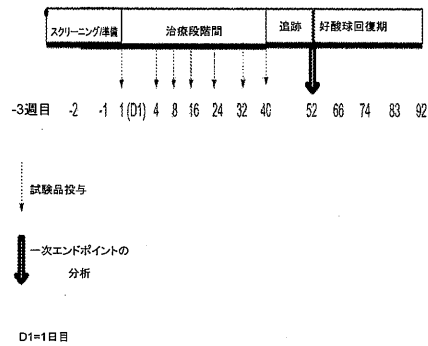 スクリーニング/準備 治療段階間 追跡 好酸球回復期
-3週目 -2 -1 1(D1) 4 8 16 24 32 40 52 66 74 83 92
試験品投与
一次エンドポイントの
分析
D1=1日目